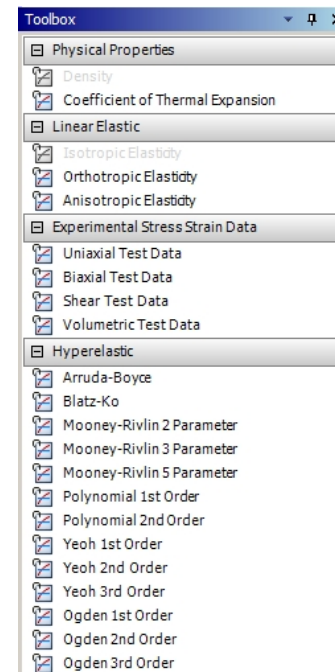 Toolbox
Physical Properties
Density
Coefficient of Thermal Expansion
Linear Elastic
Isotropic Elasticity
Orthotropic Elasticity
Anisotropic Elasticity
Experimental Stress Strain Data
Uniaxial Test Data
Biaxial Test Data
Shear Test Data
Volumetric Test Data
Hyperelastic
Arruda-Boyce
Blatz-Ko
Mooney-Rivlin 2 Parameter
Mooney-Rivlin 3 Parameter
Mooney-Rivlin 5 Parameter
Polynomial 1st Order
Polynomial 2nd Order
Yeoh 1st Order
Yeoh 2nd Order
Yeoh 3rd Order
Ogden 1st Order
Ogden 2nd Order
Ogden 3rd Order